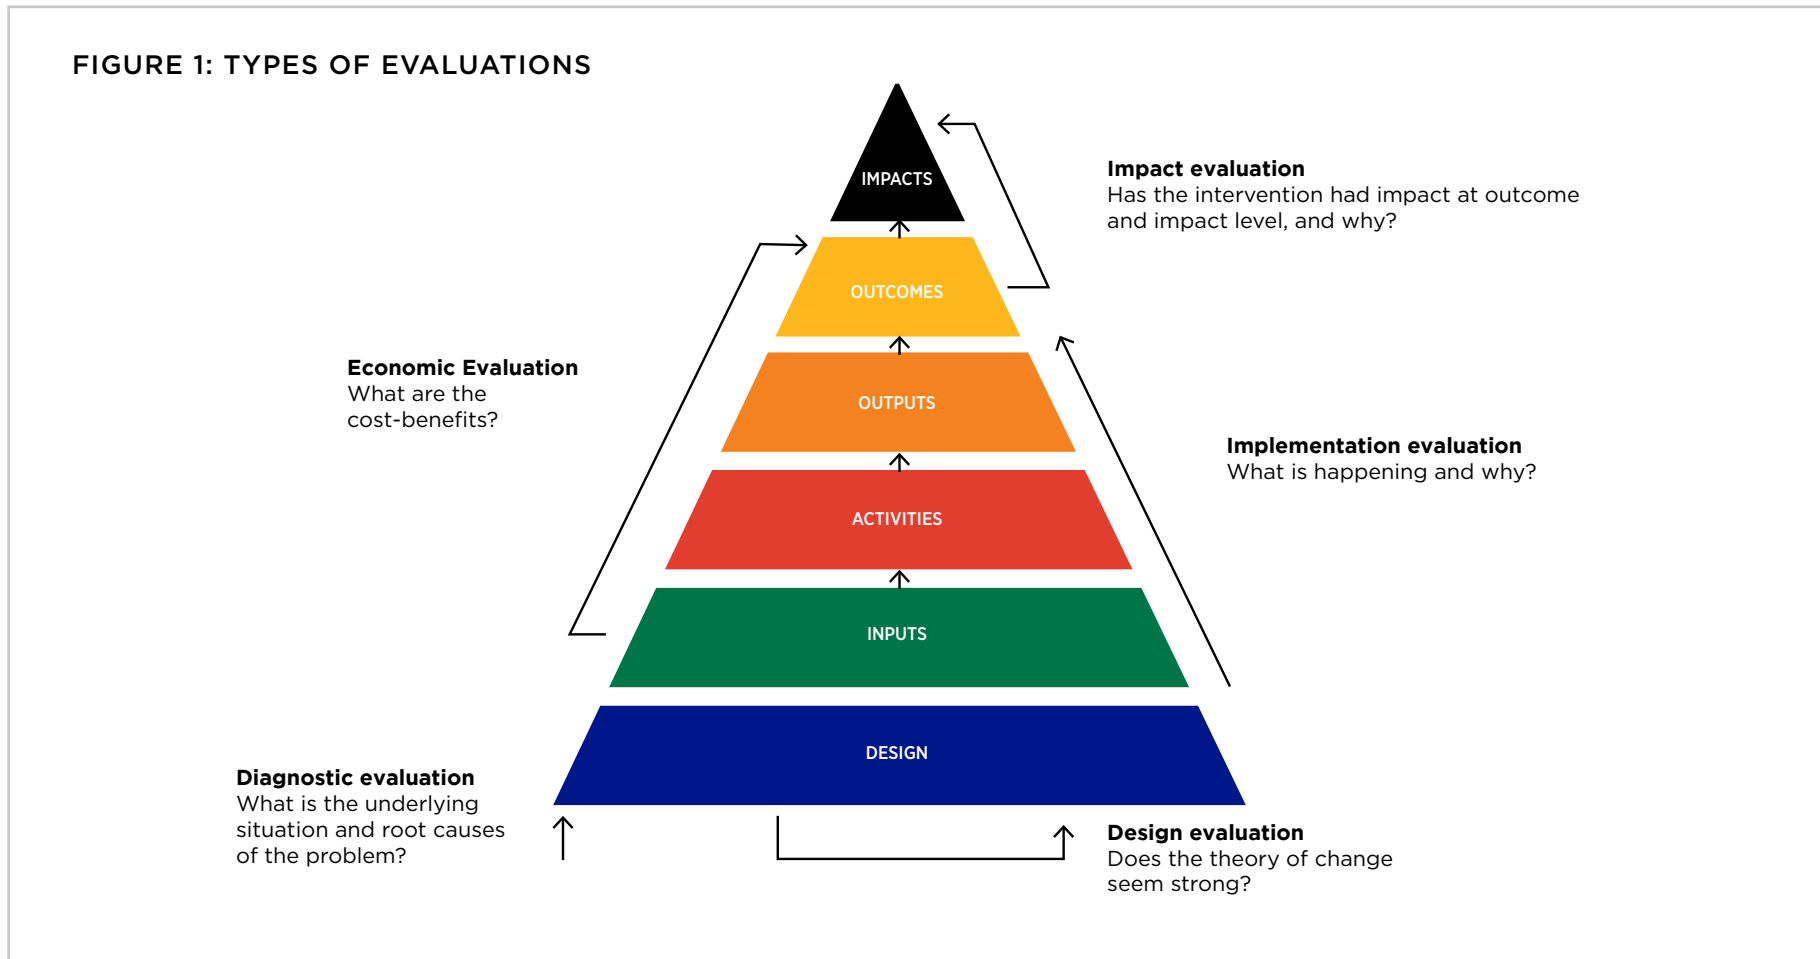 FIGURE 1: TYPES OF EVALUATIONS
IMPACTS
Impact evaluation
Has the intervention had impact at outcome
and impact level, and why?
OUTCOMES
Economic Evaluation
What are the
cost-benefits?
OUTPUTS
Implementation evaluation
What is happening and why?
ACTIVITIES
INPUTS
DESIGN
Diagnostic evaluation
What is the underlying
situation and root causes
of the problem?
Design evaluation
Does the theory of change
seem strong?